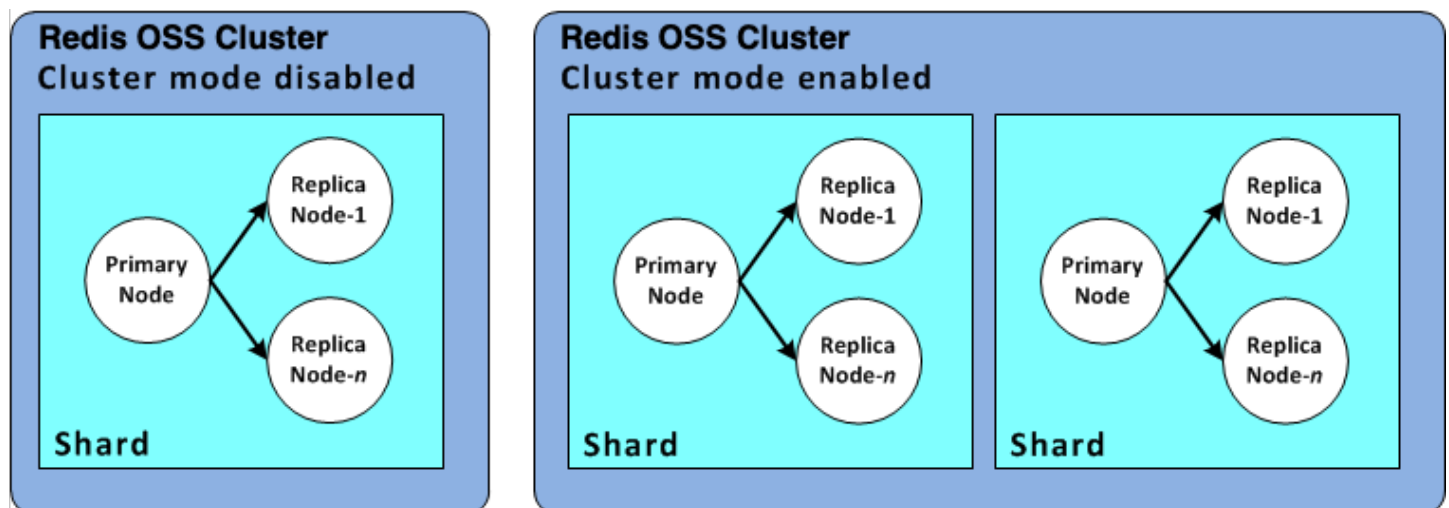 Redis OSS Cluster
Cluster mode disabled
Replica
Node-1
Primary
Node
Replica
Node-n
Shard
Redis OSS Cluster
Cluster mode enabled
Replica
Node-1
Primary
Node
Replica
Node-n
Shard
Replica
Node-1
Primary
Node
Replica
Node-n
Shard